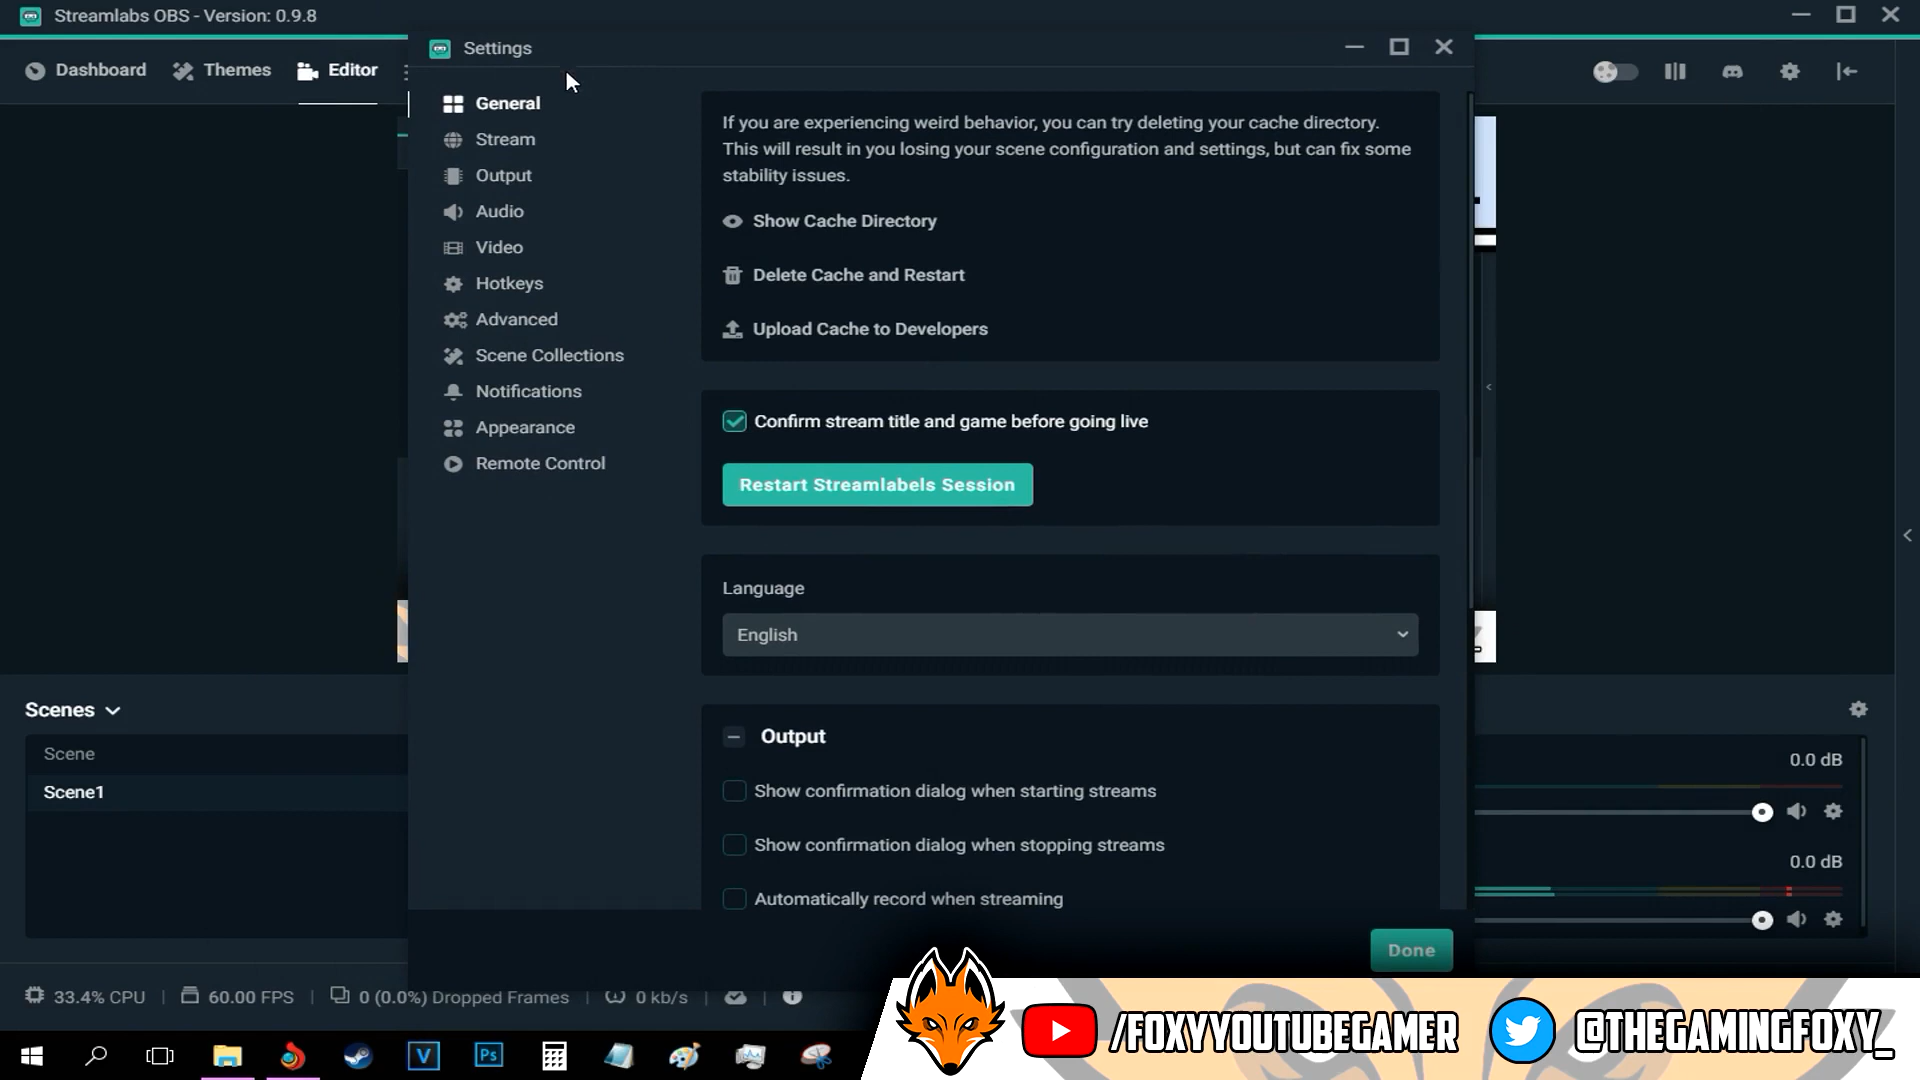 Streamlabs OBS - Version: 0.9.8
Dashboard
Themes
Editor
Settings
General
Stream
Output
Audio
Video
Hotkeys
Advanced
Scene Collections
Notifications
Appearance
Remote Control
If you are experiencing weird behavior, you can try deleting your cache directory.
This will result in you losing your scene configuration and settings, but can fix some
stability issues.
Show Cache Directory
Delete Cache and Restart
Upload Cache to Developers
Confirm stream title and game before going live
Restart Streamlabels Session
Language
English
Output
Show confirmation dialog when starting streams
Show confirmation dialog when stopping streams
Automatically record when streaming
Done
Scenes
Scene
Scene1
0.0 dB
0.0 dB
33.4% CPU
60.00 FPS
0 (0.0%) Dropped Frames
0 kb/s
V
Ps
/FOXYYOUTUBEGAMER
@THEGAMINGFOXY_